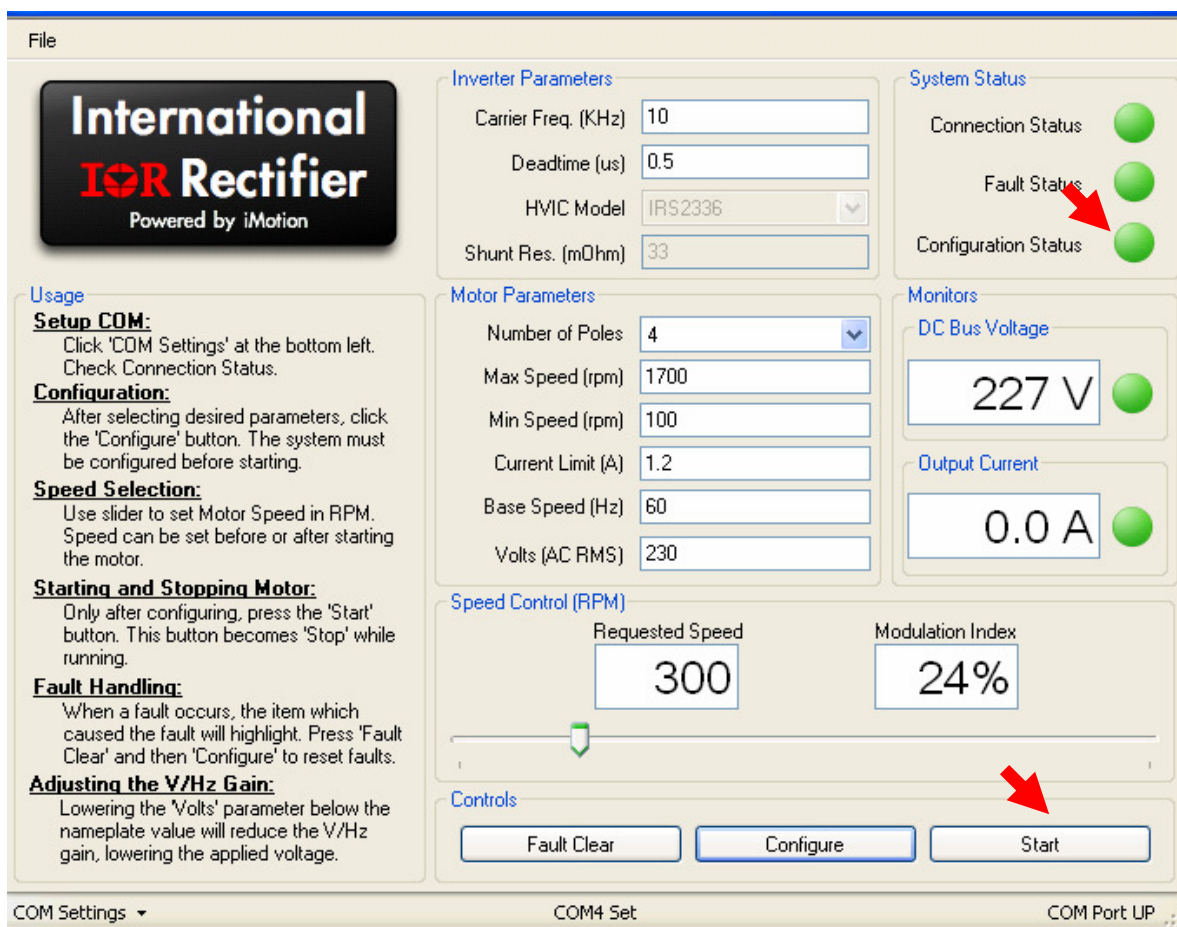 File
International
IOR Rectifier
Powered by iMotion
Usage
Setup COM:
Click 'COM Settings' at the bottom left.
Check Connection Status.
Configuration:
After selecting desired parameters, click
the 'Configure' button. The system must
be configured before starting.
Speed Selection:
Use slider to set Motor Speed in RPM.
Speed can be set before or after starting
the motor.
Starting and Stopping Motor:
Only after configuring, press the 'Start'
button. This button becomes 'Stop' while
running.
Fault Handling:
When a fault occurs, the item which
caused the fault will highlight. Press 'Fault
Clear' and then 'Configure' to reset faults.
Adjusting the V/Hz Gain:
Lowering the 'Volts' parameter below the
nameplate value will reduce the V/Hz
gain, lowering the applied voltage.
Inverter Parameters
Carrier Freq. (KHz) 10
Deadtime (us) 0.5
HVIC Model IRS2336
Shunt Res. (mOhm) 33
Motor Parameters
Number of Poles 4
Max Speed (rpm) 1700
Min Speed (rpm) 100
Current Limit (A) 1.2
Base Speed (Hz) 60
Volts (AC RMS) 230
System Status
Connection Status
Fault Status
Configuration Status
Monitors
DC Bus Voltage
227 V
Output Current
0.0 A
Speed Control (RPM)
Requested Speed Modulation Index
300 24%
Controls
Fault Clear Configure Start
COM Settings COM4 Set COM Port UP